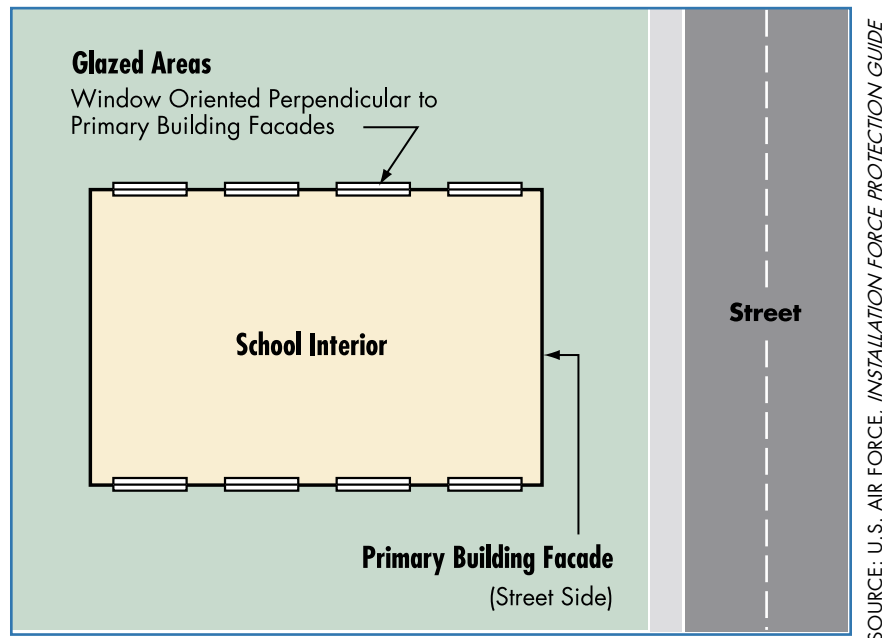 Glazed Areas
Window Oriented Perpendicular to
Primary Building Facades
School Interior
Street
Primary Building Facade
(Street Side)
SOURCE: U.S. AIR FORCE, INSTALLATION FORCE PROTECTION GUIDE